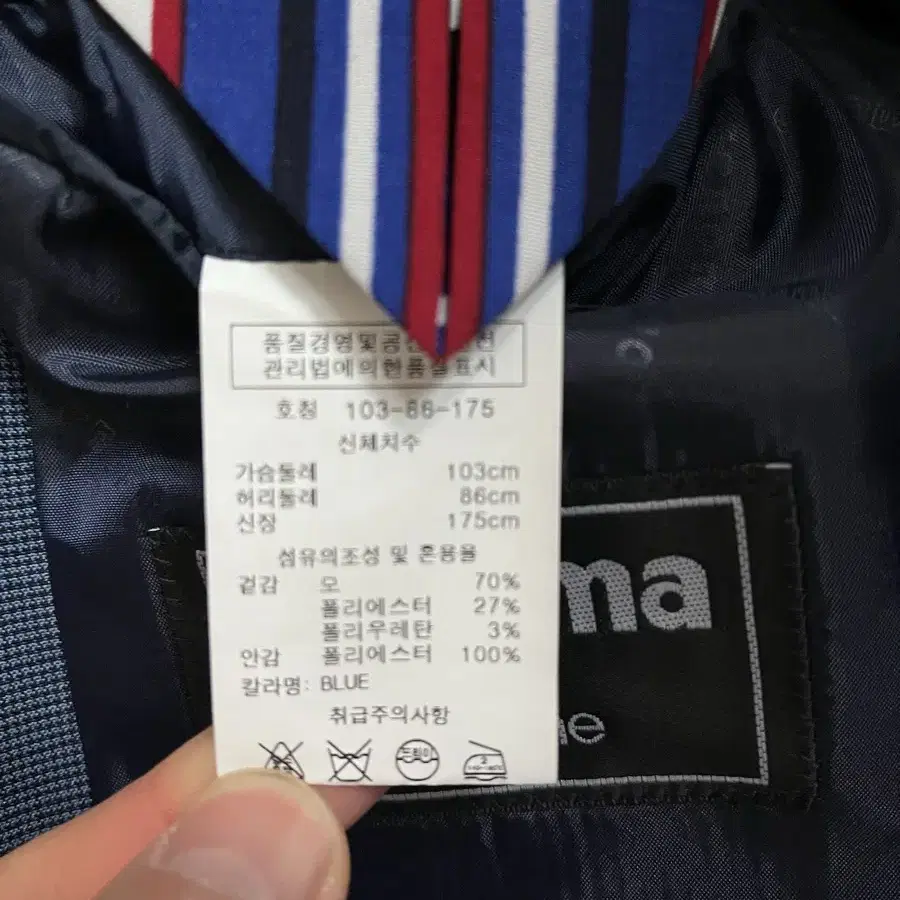 품질경영및공
관리법에의한품질표시
호칭 103-86-175
신체치수
가슴둘레 103cm
허리둘레 86cm
신장 175cm
섬유의조성 및 혼용율
겉감 모 70%
폴리에스터 27%
폴리우레탄 3%
안감 폴리에스터 100%
칼라명: BLUE
취급주의사항
드라이
ma